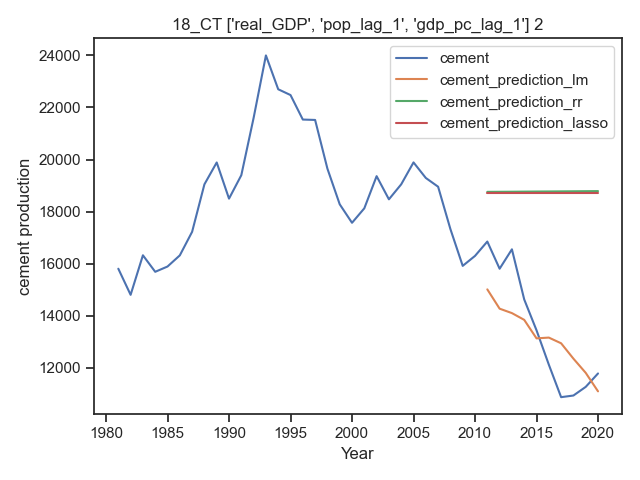 18_CT ['real_GDP', 'pop_lag_1', 'gdp_pc_lag_1'] 2
24000
22000
20000
18000
16000
14000
12000
cement production
cement
cement_prediction_lm
cement_prediction_rr
cement_prediction_lasso
1980 1985 1990 1995 2000 2005 2010 2015 2020
Year